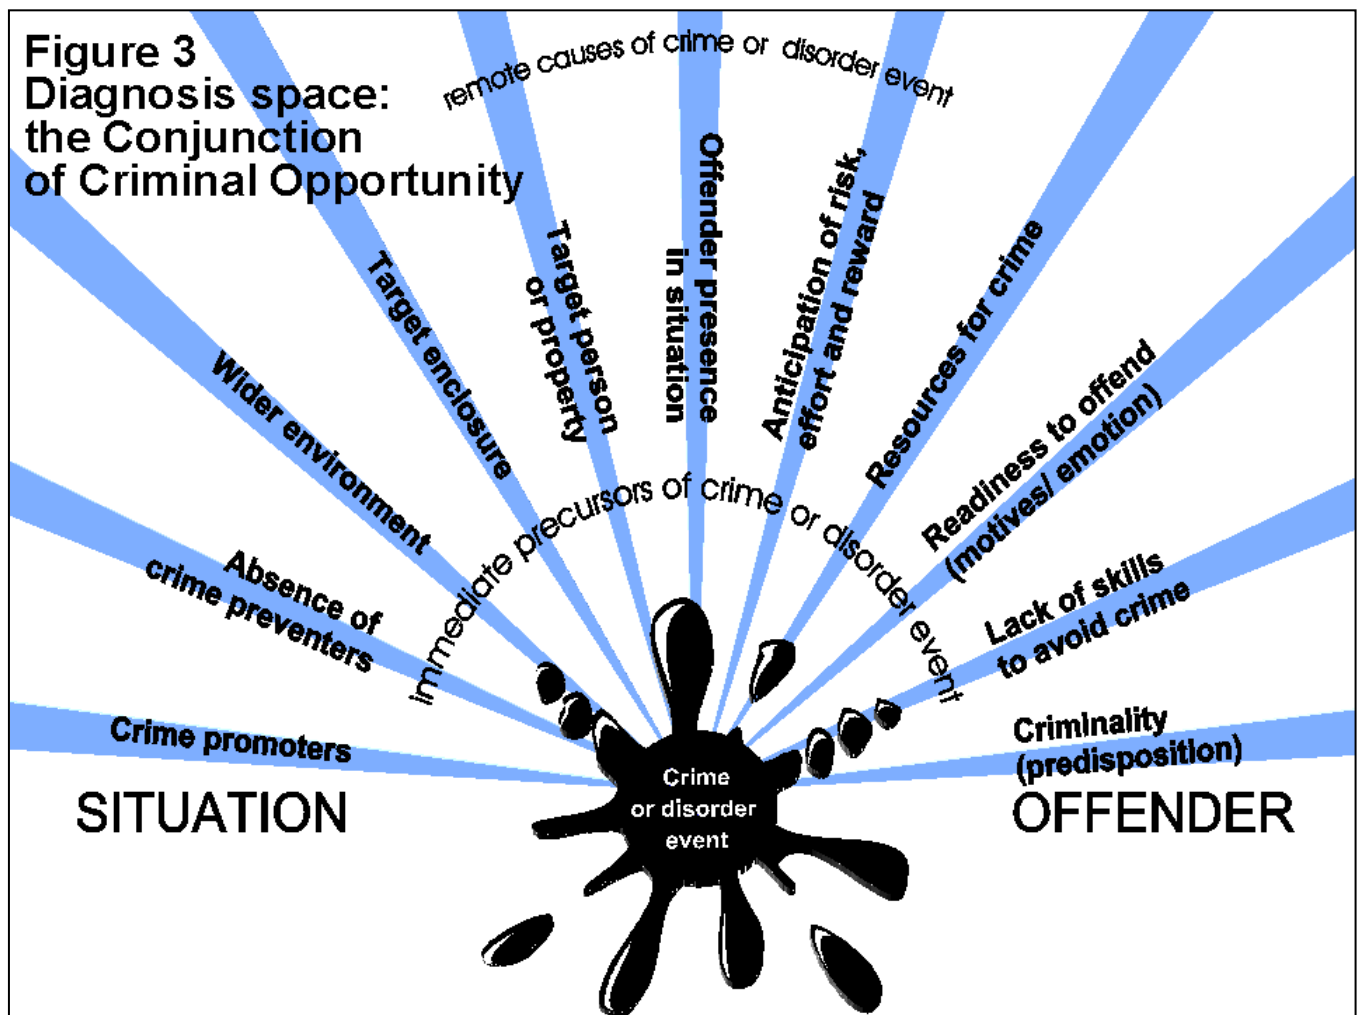 Figure 3
Diagnosis space:
the Conjunction
of Criminal Opportunity
remote causes of crime or disorder event
Crime promoters
Absence of
crime preventers
Wider environment
Target enclosure
Target person
or property
Offender presence
in situation
Anticipation of risk,
effort and reward
Resources for crime
Readiness to offend
(motives/ emotion)
Lack of skills
to avoid crime
Criminality
(predisposition)
immediate precursors of crime or disorder event
SITUATION
Crime
or disorder
event
OFFENDER